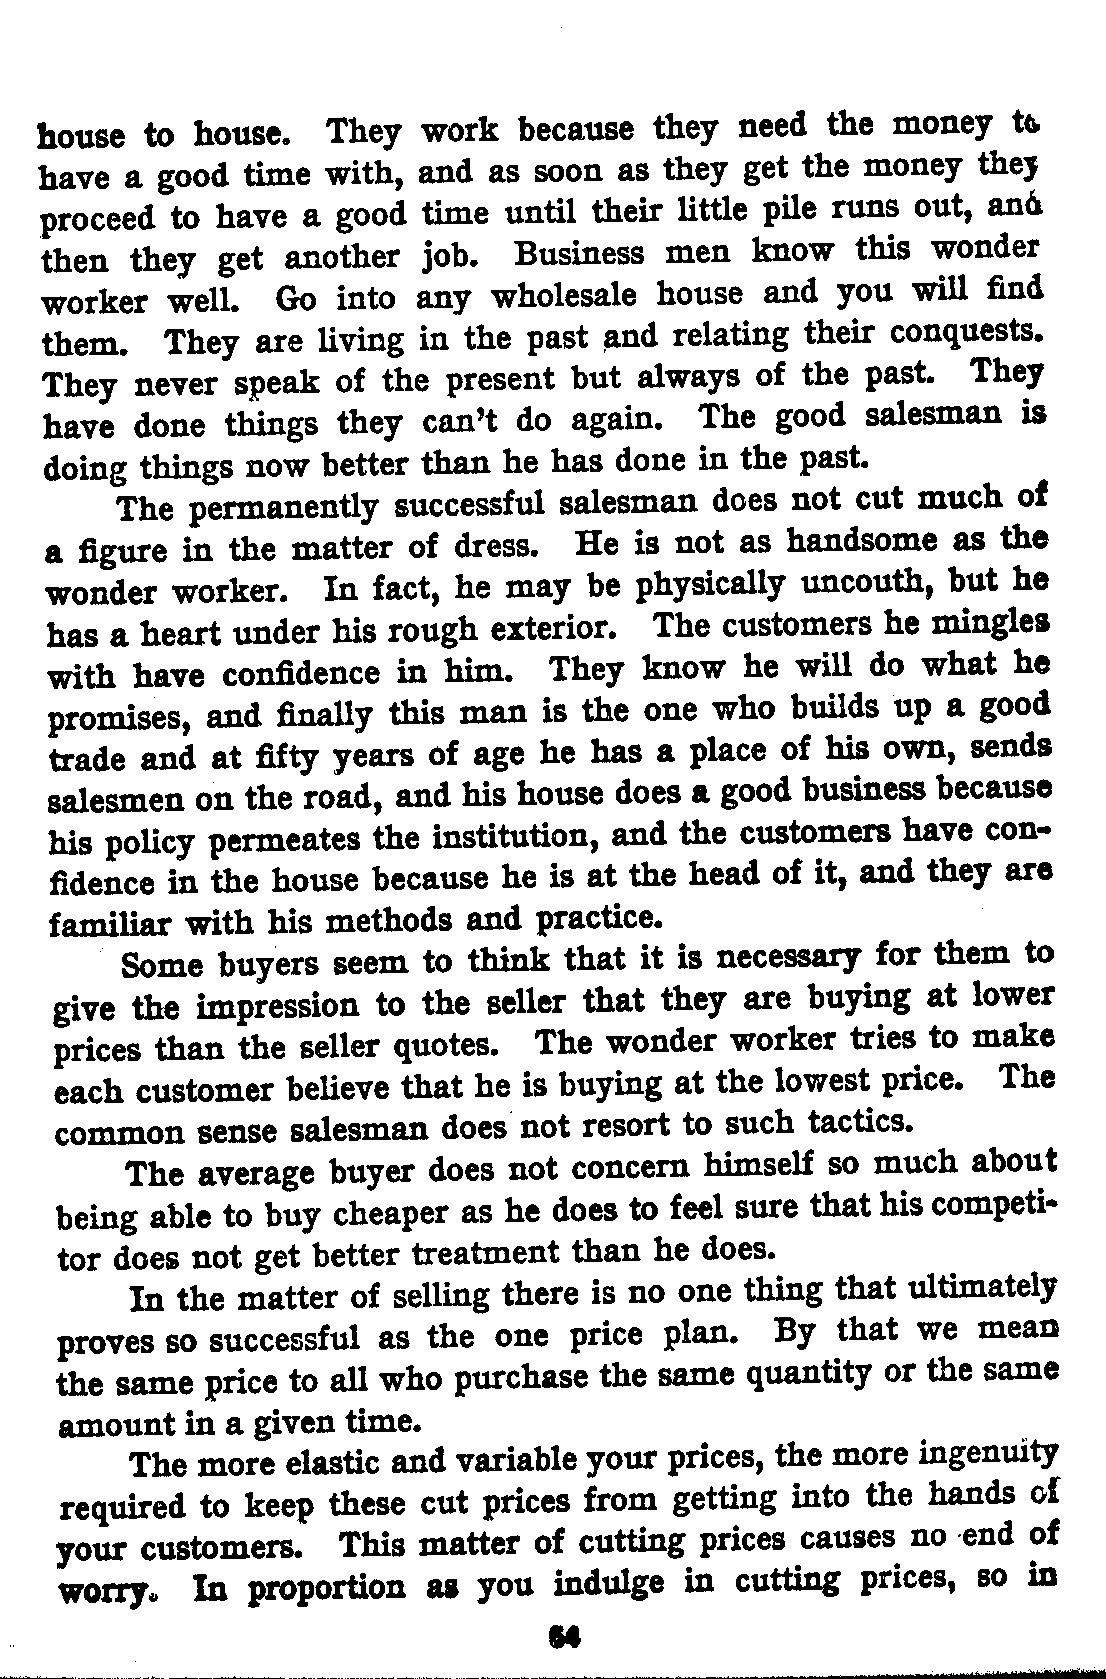 house to house. They work because they need the money to
have a good time with, and as soon as they get the money they
proceed to have a good time until their little pile runs out, and
then they get another job. Business men know this wonder
worker well. Go into any wholesale house and you will find
them. They are living in the past and relating their conquests.
They never speak of the present but always of the past. They
have done things they can't do again. The good salesman is
doing things now better than he has done in the past.
The permanently successful salesman does not cut much of
a figure in the matter of dress. He is not as handsome as the
wonder worker. In fact, he may be physically uncouth, but he
has a heart under his rough exterior. The customers he mingles
with have confidence in him. They know he will do what he
promises, and finally this man is the one who builds up a good
trade and at fifty years of age he has a place of his own, sends
salesmen on the road, and his house does a good business because
his policy permeates the institution, and the customers have con-
fidence in the house because he is at the head of it, and they are
familiar with his methods and practice.
Some buyers seem to think that it is necessary for them to
give the impression to the seller that they are buying at lower
prices than the seller quotes. The wonder worker tries to make
each customer believe that he is buying at the lowest price. The
common sense salesman does not resort to such tactics.
The average buyer does not concern himself so much about
being able to buy cheaper as he does to feel sure that his competi-
tor does not get better treatment than he does.
In the matter of selling there is no one thing that ultimately
proves so successful as the one price plan. By that we mean
the same price to all who purchase the same quantity or the same
amount in a given time.
The more elastic and variable your prices, the more ingenuity
required to keep these cut prices from getting into the hands of
your customers. This matter of cutting prices causes no end of
worry. In proportion as you indulge in cutting prices, so in
64